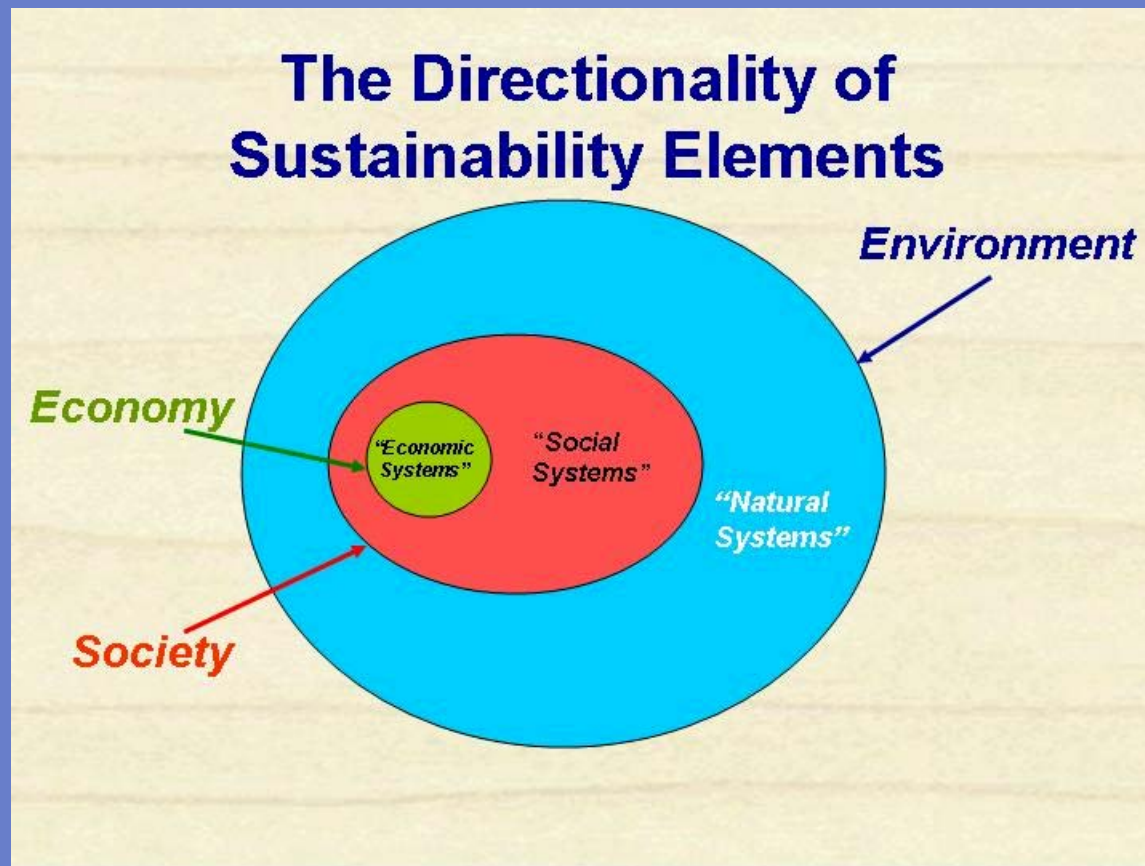 The Directionality of
Sustainability Elements
Environment
Economy
“Economic
Systems”
“Social
Systems”
“Natural
Systems”
Society